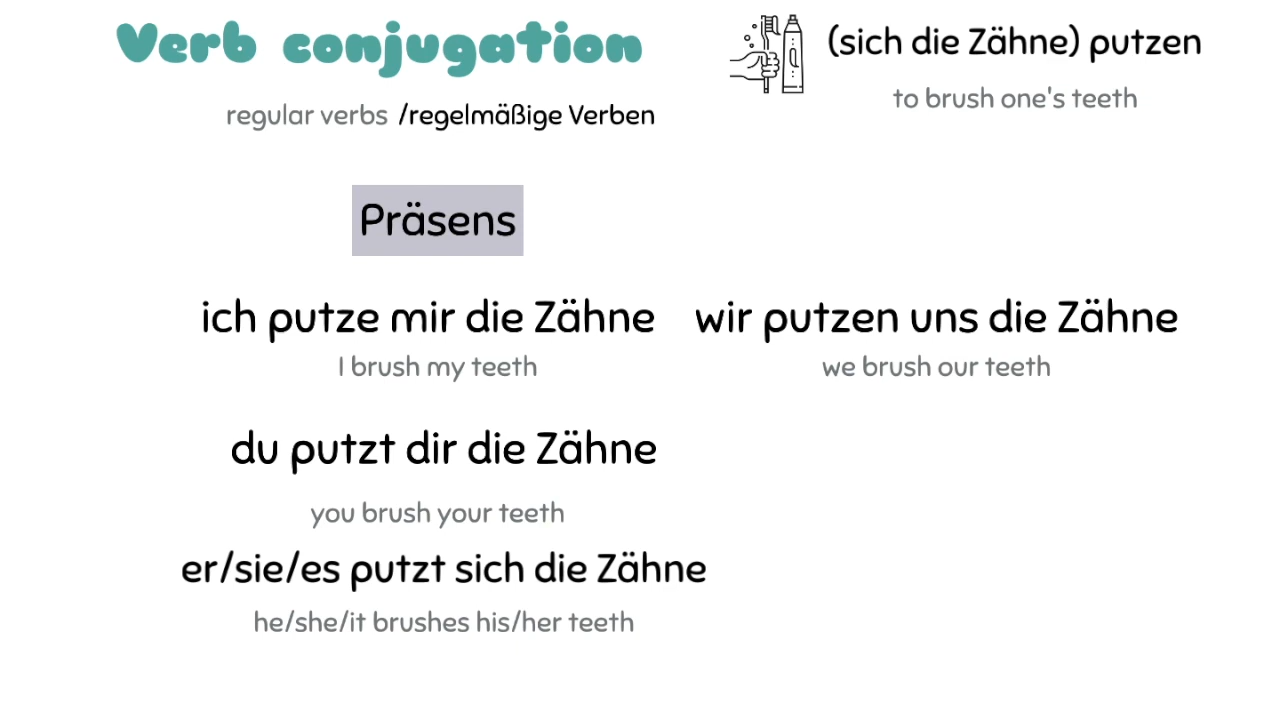 Verb conjugation
regular verbs /regelmäßige Verben
(sich die Zähne) putzen
to brush one's teeth
Präsens
ich putze mir die Zähne
I brush my teeth
du putzt dir die Zähne
you brush your teeth
er/sie/es putzt sich die Zähne
he/she/it brushes his/her teeth
wir putzen uns die Zähne
we brush our teeth